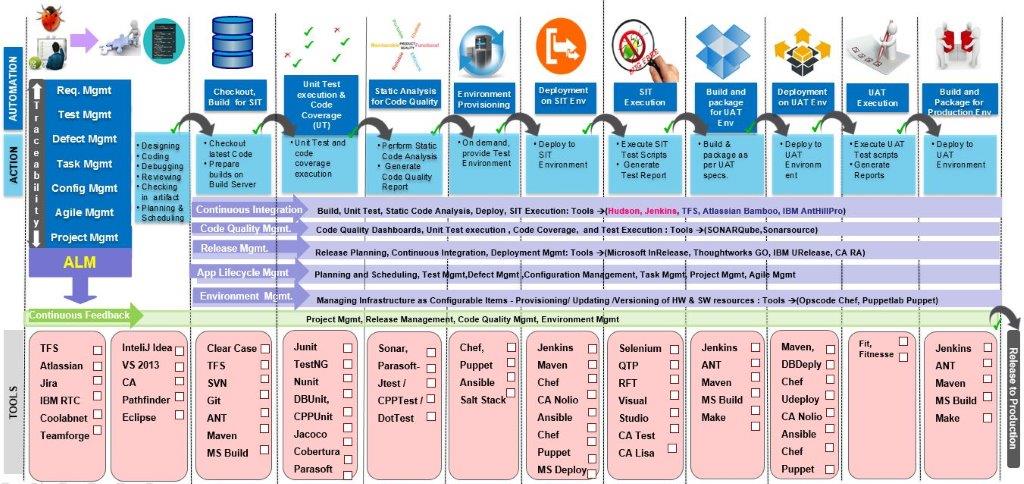 AUTOMATION
ACTION
TOOLS
Traceability
Req. Mgmt
Test Mgmt
Defect Mgmt
Task Mgmt
Config Mgmt
Agile Mgmt
Project Mgmt
ALM
BUG FREE
PRODUCT
QUALITY
Functional
Checkout,
Build for SIT
Unit Test
execution &
Code
Coverage
(UT)
Static Analysis
for Code Quality
Environment
Provisioning
Deployment
on SIT Env
SIT
Execution
Build and
package
for UAT
Env
Deployment
on UAT Env
UAT
Execution
Build and
Package for
Production Env
• Designing
• Coding
• Debugging
• Reviewing
• Checking
in artifact
• Planning &
Scheduling
• Checkout
latest Code
• Prepare
builds on
Build Server
• Unit Test and
code
coverage
execution
• Perform Static
Code Analysis
• Generate
Code Quality
Report
• On demand,
provide Test
Environment
• Deploy to
SIT
Environment
• Execute SIT
Test Scripts
• Generate
Test Report
• Build &
package as
per UAT
specs.
• Deploy to
UAT
Environm
ent
• Execute UAT
Test scripts
• Generate
Reports
• Deploy to
UAT
Environment
Continuous Integration
Build, Unit Test, Static Code Analysis, Deploy, SIT Execution: Tools →(Hudson, Jenkins, TFS, Atlassian Bamboo, IBM AntHillPro)
Code Quality Mgmt.
Code Quality Dashboards, Unit Test execution , Code Coverage, and Test Execution : Tools →(SONARQube,Sonarsource)
Release Mgmt.
Release Planning, Continuous Integration, Deployment Mgmt: Tools →(Microsoft InRelease, Thoughtworks GO, IBM URelease, CA RA)
App Lifecycle Mgmt
Planning and Scheduling, Test Mgmt,Defect Mgmt ,Configuration Management, Task Mgmt, Project Mgmt, Agile Mgmt
Environment Mgmt.
Managing Infrastructure as Configurable Items - Provisioning/ Updating /Versioning of HW & SW resources : Tools →(Opscode Chef, Puppetlab Puppet)
Continuous Feedback
Project Mgmt, Release Management, Code Quality Mgmt, Environment Mgmt
TFS
Atlassian
Jira
IBM RTC
Coolabnet
Teamforge
InteliJ Idea
VS 2013
CA
Pathfinder
Eclipse
Clear Case
TFS
SVN
Git
ANT
Maven
MS Build
Junit
TestNG
Nunit
DBUnit,
CPPUnit
Jacoco
Cobertura
Parasoft
Sonar,
Parasoft-
Jtest /
CPPTest /
DotTest
Chef,
Puppet
Ansible
Salt Stack
Jenkins
Maven
Chef
CA Nolio
Ansible
Chef
Puppet
MS Deploy
Selenium
QTP
RFT
Visual
Studio
CA Test
CA Lisa
Jenkins
ANT
Maven
MS Build
Make
Maven,
DBDeply
Chef
Udeploy
CA Nolio
Ansible
Chef
Puppet
Fit,
Fitnesse
Jenkins
ANT
Maven
MS Build
Make
Release to Production